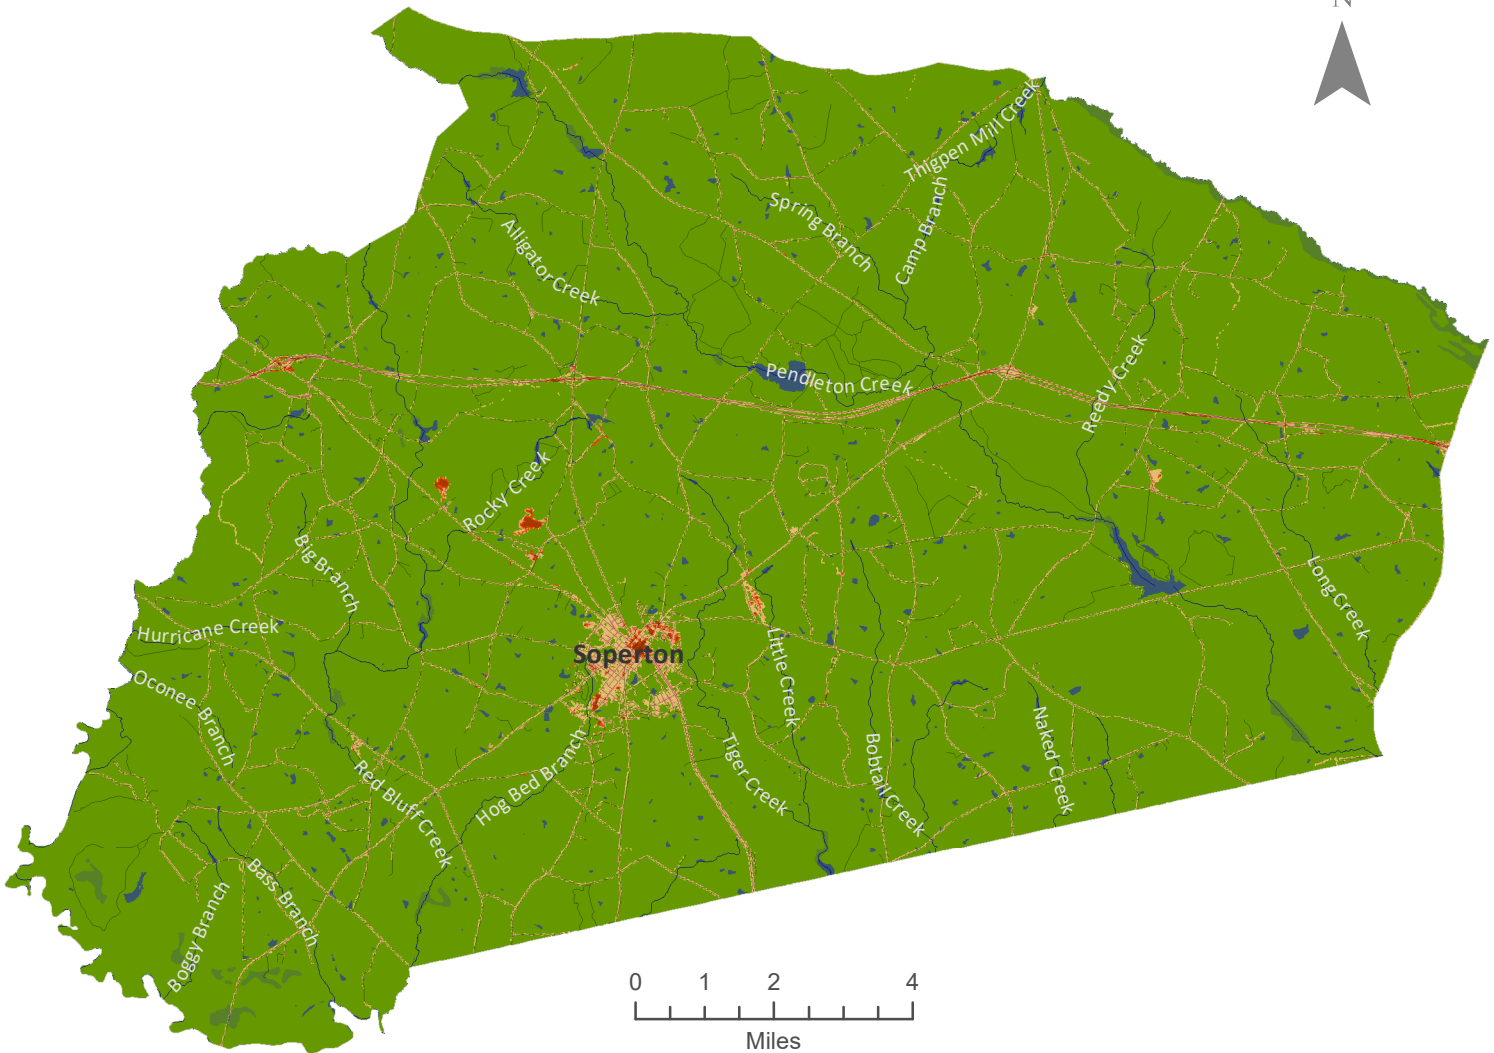 N
Thigpen Mill Creek
Spring Branch
Camp Branch
Alligator Creek
Pendleton Creek
Reedy Creek
Rocky Creek
Big Branch
Long Creek
Hurricane Creek
Soperton
Little Creek
Oconee Branch
Naked Creek
Tiger Creek
Bobtail Creek
Hog Bed Branch
Red Bluff Creek
Bass Branch
Boggy Branch
0 1 2 4
Miles